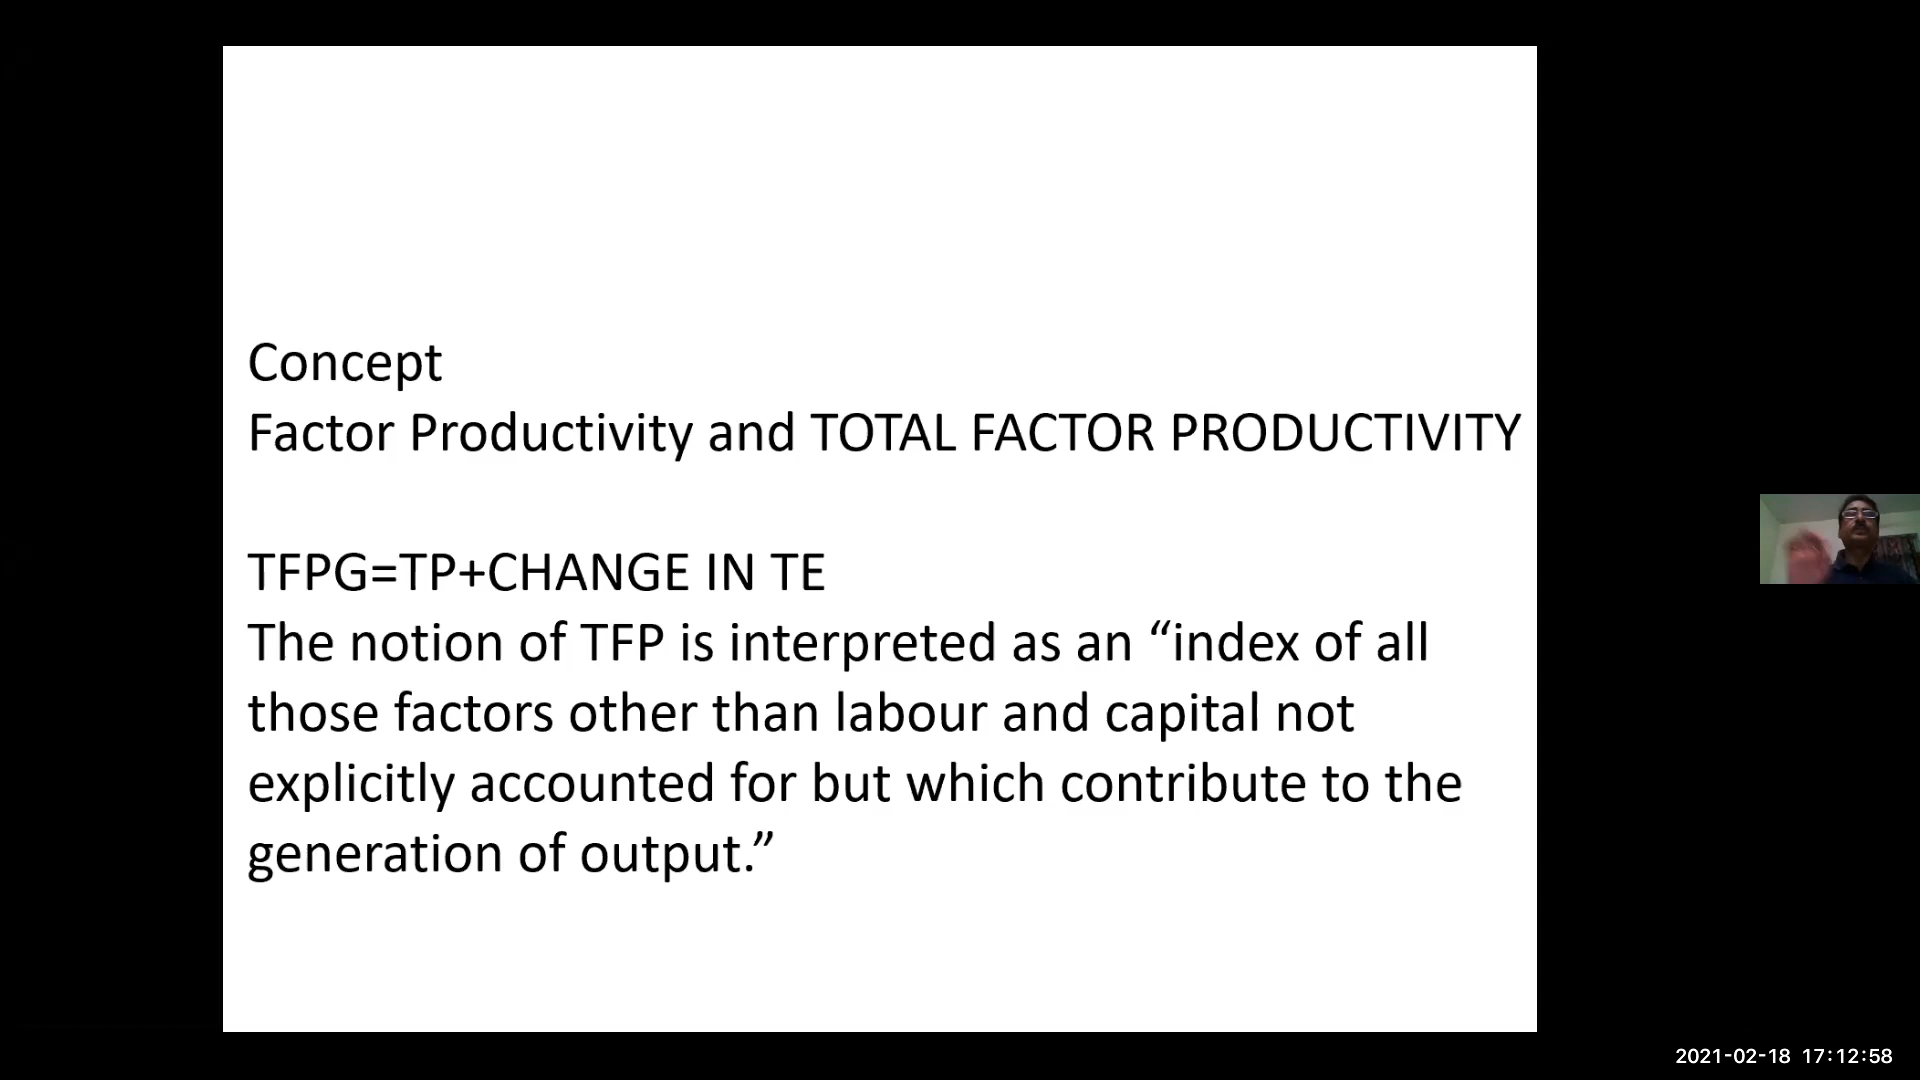 Concept
Factor Productivity and TOTAL FACTOR PRODUCTIVITY
TFPG=TP+CHANGE IN TE
The notion of TFP is interpreted as an “index of all
those factors other than labour and capital not
explicitly accounted for but which contribute to the
generation of output.”
2021-02-18 17:12:58